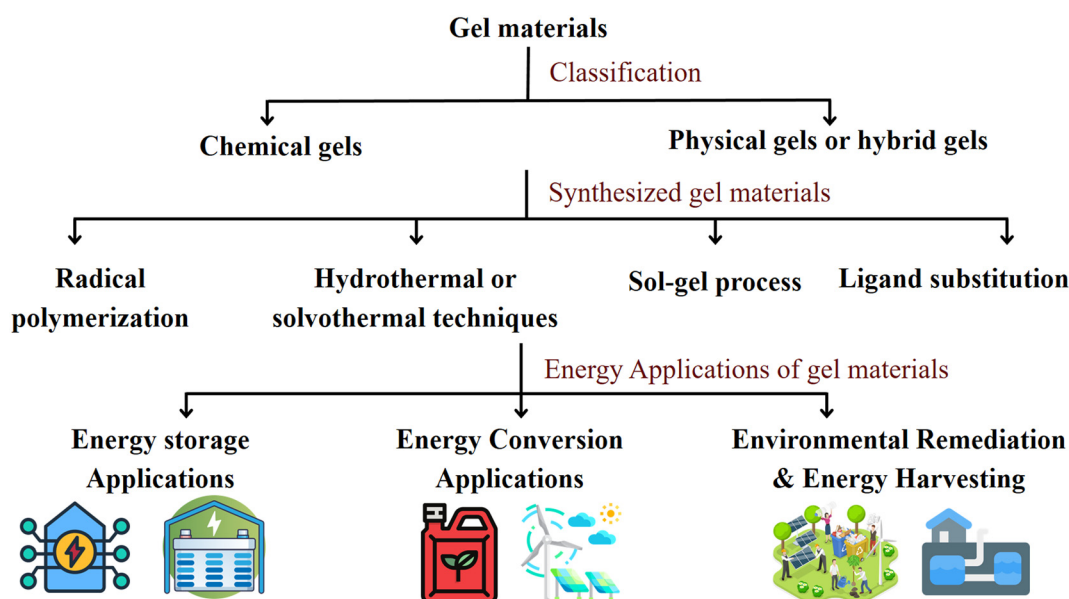 Gel materials
Classification
Chemical gels
Physical gels or hybrid gels
Synthesized gel materials
Radical
polymerization
Hydrothermal or
solvothermal techniques
Sol-gel process
Ligand substitution
Energy Applications of gel materials
Energy storage
Applications
Energy Conversion
Applications
Environmental Remediation
& Energy Harvesting